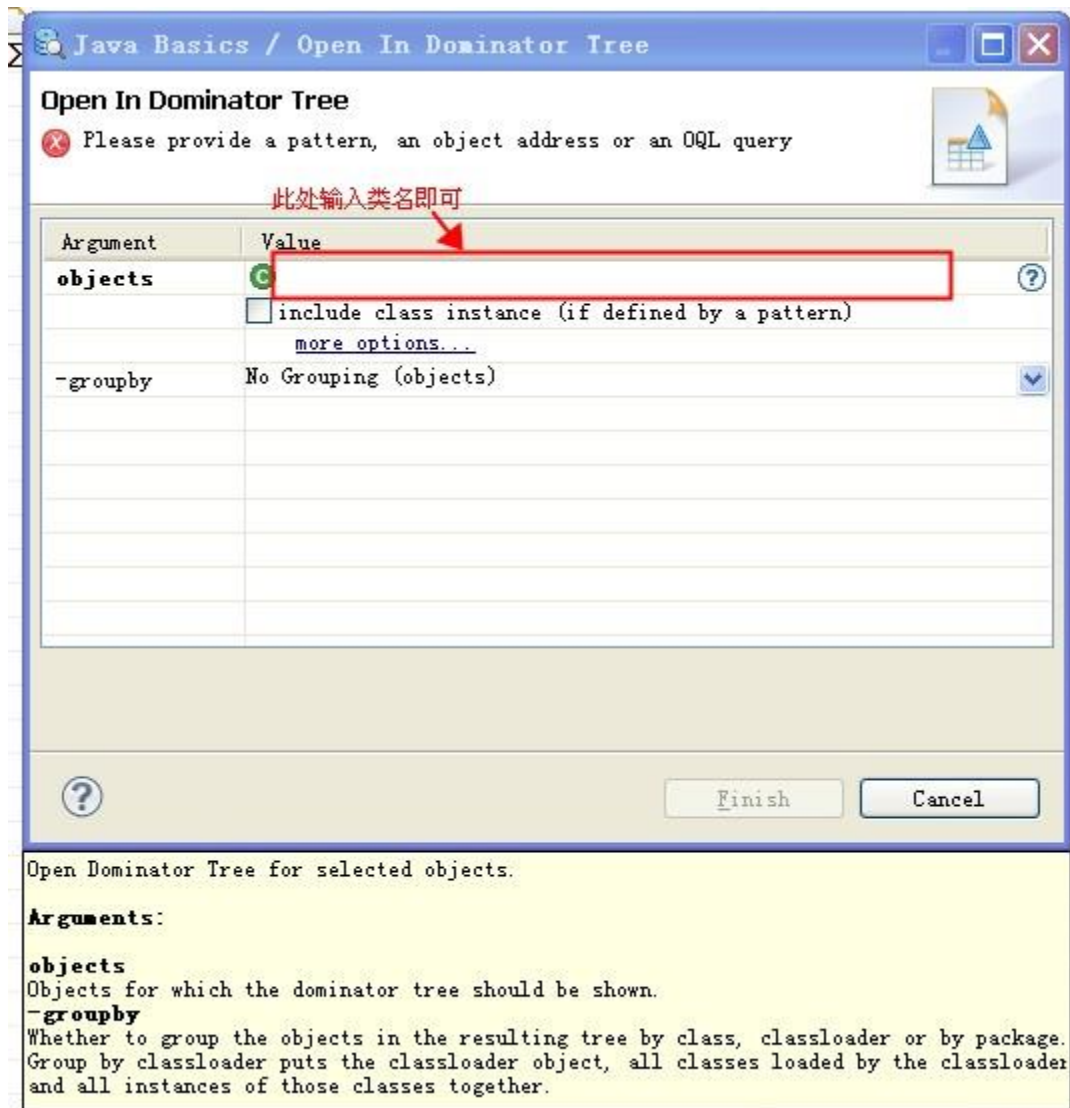 Java Basics / Open In Dominator Tree
Open In Dominator Tree
Please provide a pattern, an object address or an OQL query
此处输入类名即可
Argument Value
objects
include class instance (if defined by a pattern)
more options...
-groupby No Grouping (objects)
Finish Cancel
Open Dominator Tree for selected objects.
Arguments:
objects
Objects for which the dominator tree should be shown.
-groupby
Whether to group the objects in the resulting tree by class, classloader or by package.
Group by classloader puts the classloader object, all classes loaded by the classloader
and all instances of those classes together.